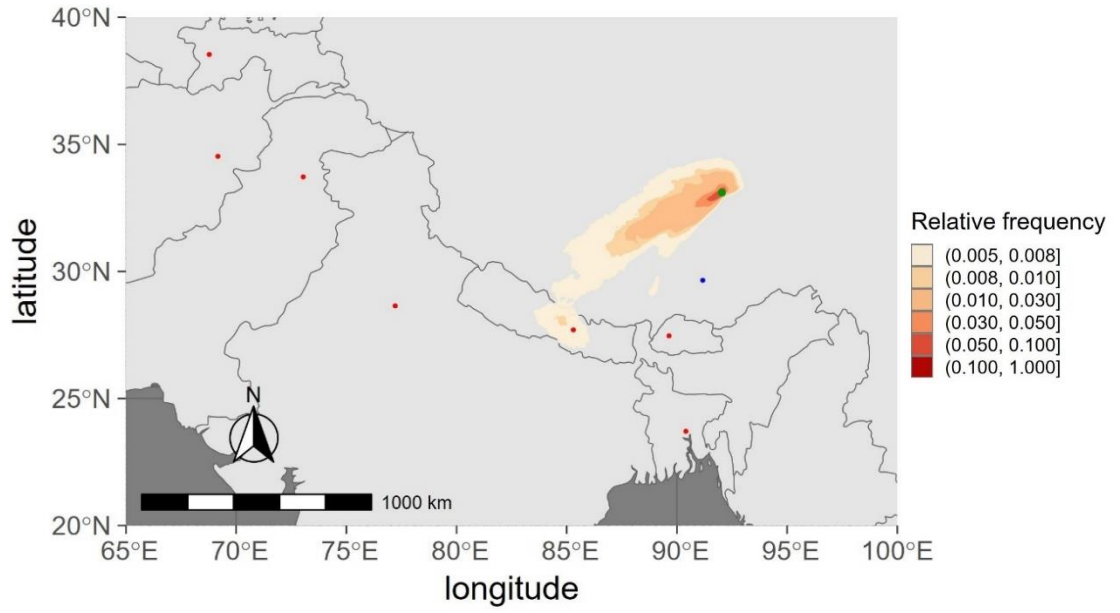 40°N
35°N
30°N
25°N
20°N
latitude
N
1000 km
65°E 70°E 75°E 80°E 85°E 90°E 95°E 100°E
longitude
Relative frequency
(0.005, 0.008]
(0.008, 0.010]
(0.010, 0.030]
(0.030, 0.050]
(0.050, 0.100]
(0.100, 1.000]